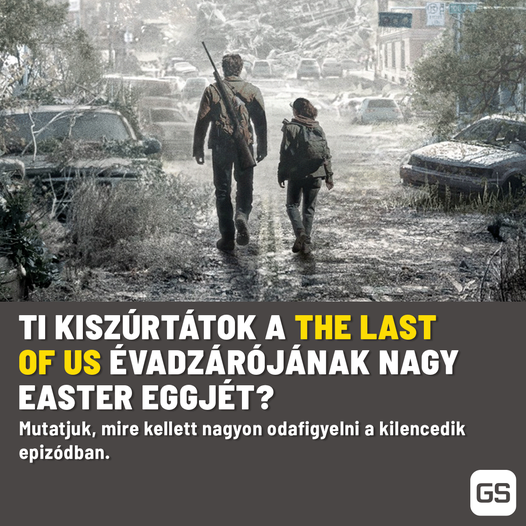 TI KISZÚRTÁTOK A THE LAST
OF US ÉVADZÁRÓJÁNAK NAGY
EASTER EGGJÉT?
Mutatjuk, mire kellett nagyon odafigyelni a kilencedik
epizódban.
GS